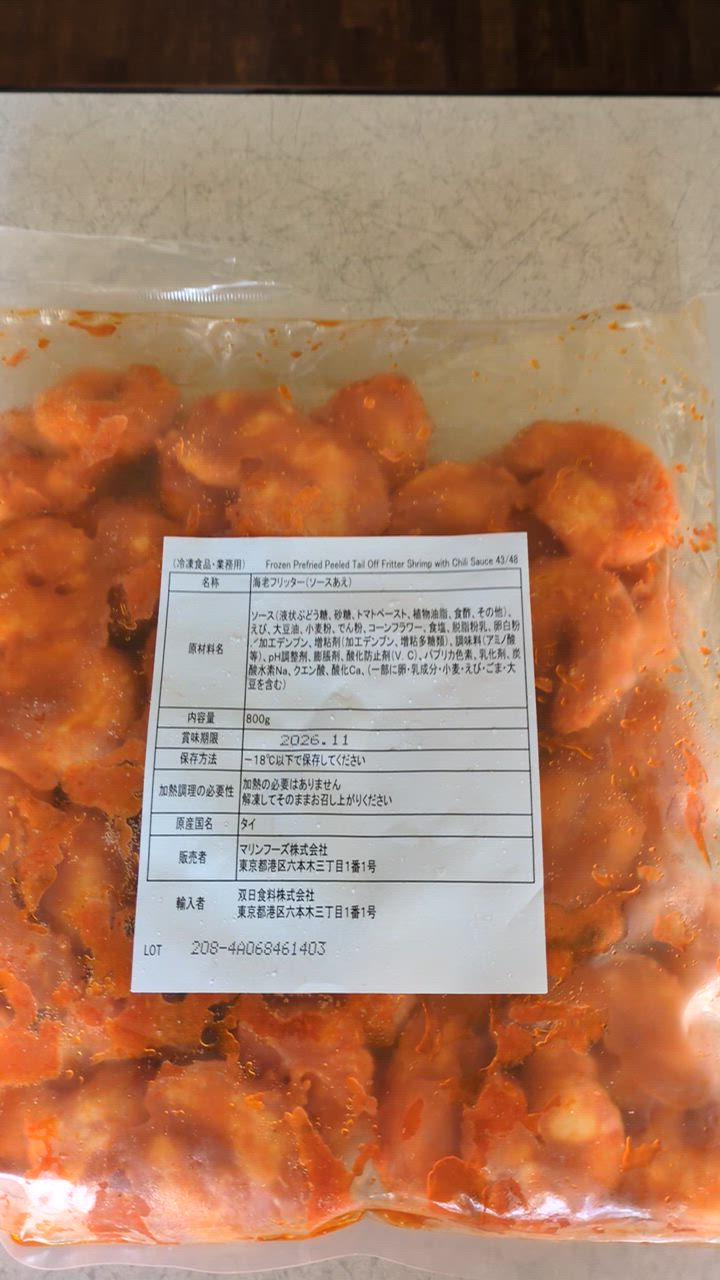 (冷凍食品・業務用) Frozen Prefried Peeled Tail Off Fritter Shrimp with Chili Sauce 43/48
名称 海老フリッター(ソースあえ)
原材料名
ソース(液状ぶどう糖、砂糖、トマトペースト、植物油脂、食酢、その他)、
えび、大豆油、小麦粉、でん粉、コーンフラワー、食塩、脱脂粉乳、卵白粉
/加工デンプン、増粘剤(加工デンプン、増粘多糖類)、調味料(アミノ酸
等)、pH調整剤、膨脹剤、酸化防止剤(V. C)、パプリカ色素、乳化剤、炭
酸水素Na、クエン酸、酸化Ca、(一部に卵・乳成分・小麦・えび・ごま・大
豆を含む)
内容量 800g
賞味期限 2026.11
保存方法 -18℃以下で保存してください
加熱調理の必要性 加熱の必要はありません
解凍してそのままお召し上がりください
原産国名 タイ
販売者 マリンフーズ株式会社
東京都港区六本木三丁目1番1号
輸入者 双日食料株式会社
東京都港区六本木三丁目1番1号
LOT 208-4A068461403